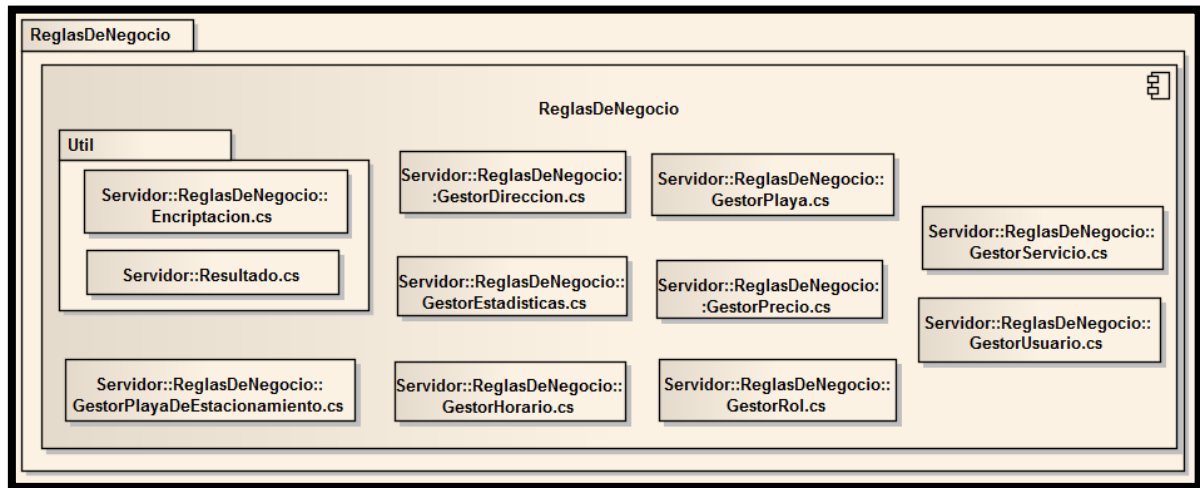 ReglasDeNegocio
ReglasDeNegocio
Util
Servidor::ReglasDeNegocio::
Encriptacion.cs
Servidor::Resultado.cs
Servidor::ReglasDeNegocio::
GestorPlayaDeEstacionamiento.cs
Servidor::ReglasDeNegocio:
:GestorDireccion.cs
Servidor::ReglasDeNegocio::
GestorEstadisticas.cs
Servidor::ReglasDeNegocio::
GestorHorario.cs
Servidor::ReglasDeNegocio::
GestorPlaya.cs
Servidor::ReglasDeNegocio:
:GestorPrecio.cs
Servidor::ReglasDeNegocio::
GestorRol.cs
Servidor::ReglasDeNegocio::
GestorServicio.cs
Servidor::ReglasDeNegocio::
GestorUsuario.cs